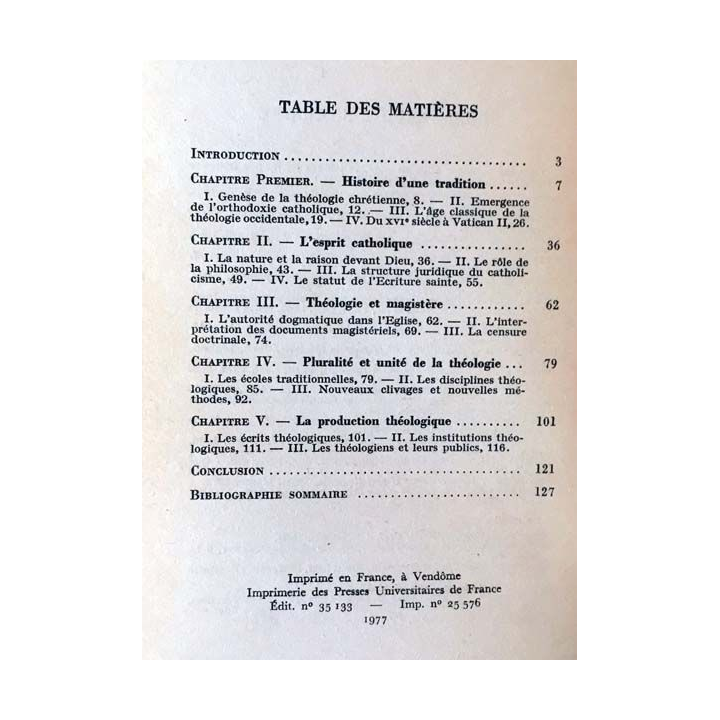 TABLE DES MATIÈRES
INTRODUCTION .................................... 3
CHAPITRE PREMIER. — Histoire d'une tradition ...... 7
I. Genèse de la théologie chrétienne, 8. — II. Emergence
de l'orthodoxie catholique, 12. — III. L'âge classique de la
théologie occidentale, 19. — IV. Du XVIe siècle à Vatican II, 26.
CHAPITRE II. — L'esprit catholique ................ 36
I. La nature et la raison devant Dieu, 36. — II. Le rôle de
la philosophie, 43. — III. La structure juridique du catholi-
cisme, 49. — IV. Le statut de l'Ecriture sainte, 55.
CHAPITRE III. — Théologie et magistère ............ 62
I. L'autorité dogmatique dans l'Eglise, 62. — II. L'inter-
prétation des documents magistériels, 69. — III. La censure
doctrinale, 74.
CHAPITRE IV. — Pluralité et unité de la théologie ... 79
I. Les écoles traditionnelles, 79. — II. Les disciplines théo-
logiques, 85. — III. Nouveaux clivages et nouvelles mé-
thodes, 92.
CHAPITRE V. — La production théologique .......... 101
I. Les écrits théologiques, 101. — II. Les institutions théo-
logiques, 111. — III. Les théologiens et leurs publics, 116.
CONCLUSION ...................................... 121
BIBLIOGRAPHIE SOMMAIRE ........................ 127
Imprimé en France, à Vendôme
Imprimerie des Presses Universitaires de France
Édit. nº 35 133 — Imp. nº 25 576
1977